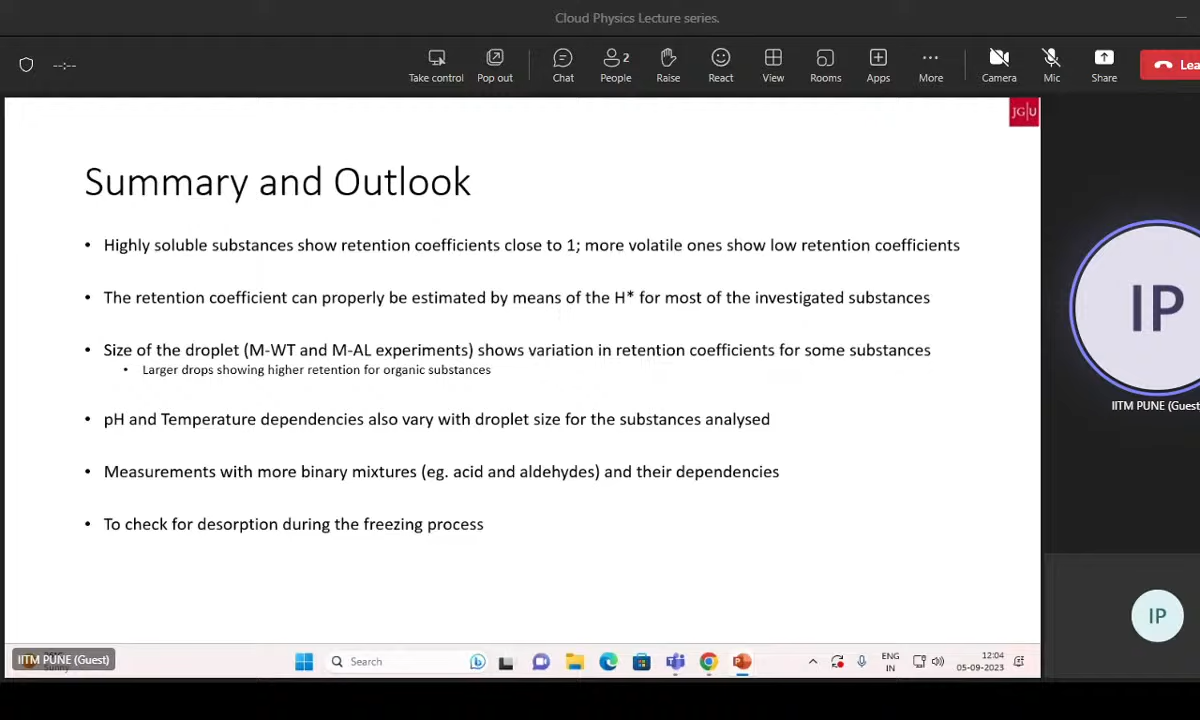 Cloud Physics Lecture series.
--:--
Take control
Pop out
Chat
2
People
Raise
React
View
Rooms
Apps
More
Camera
Mic
Share
Lea
JG|U
Summary and Outlook
• Highly soluble substances show retention coefficients close to 1; more volatile ones show low retention coefficients
• The retention coefficient can properly be estimated by means of the H* for most of the investigated substances
• Size of the droplet (M-WT and M-AL experiments) shows variation in retention coefficients for some substances
• Larger drops showing higher retention for organic substances
• pH and Temperature dependencies also vary with droplet size for the substances analysed
• Measurements with more binary mixtures (eg. acid and aldehydes) and their dependencies
• To check for desorption during the freezing process
IP
IITM PUNE (Guest
IP
IITM PUNE (Guest)
Sunny
Search
ENG
IN
12:04
05-09-2023